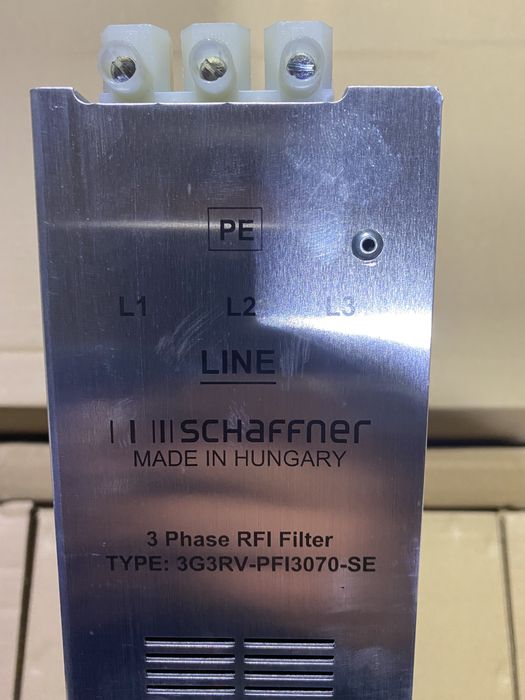 PE
L1 L2 L3
LINE
SCHAFFNER
MADE IN HUNGARY
3 Phase RFI Filter
TYPE: 3G3RV-PFI3070-SE